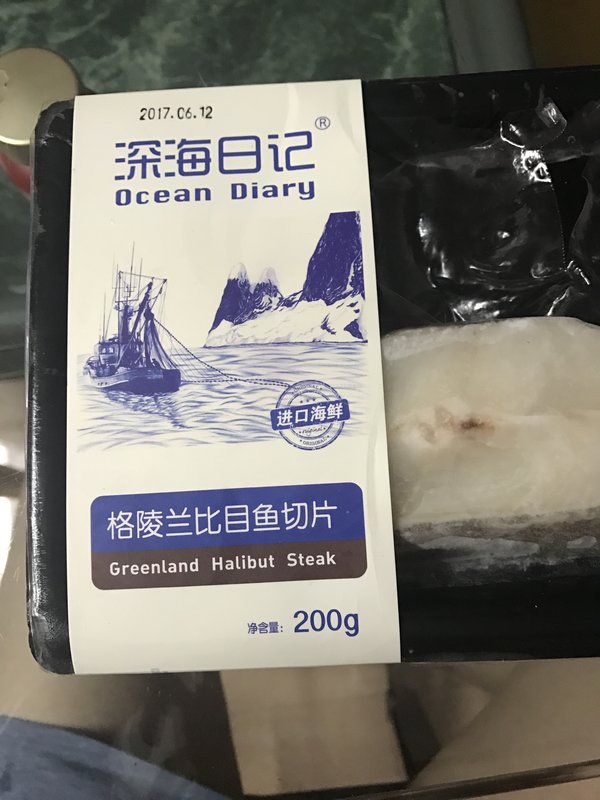 2017.06.12
深海日记®
Ocean Diary
进口海鲜
original
格陵兰比目鱼切片
Greenland Halibut Steak
净含量: 200g